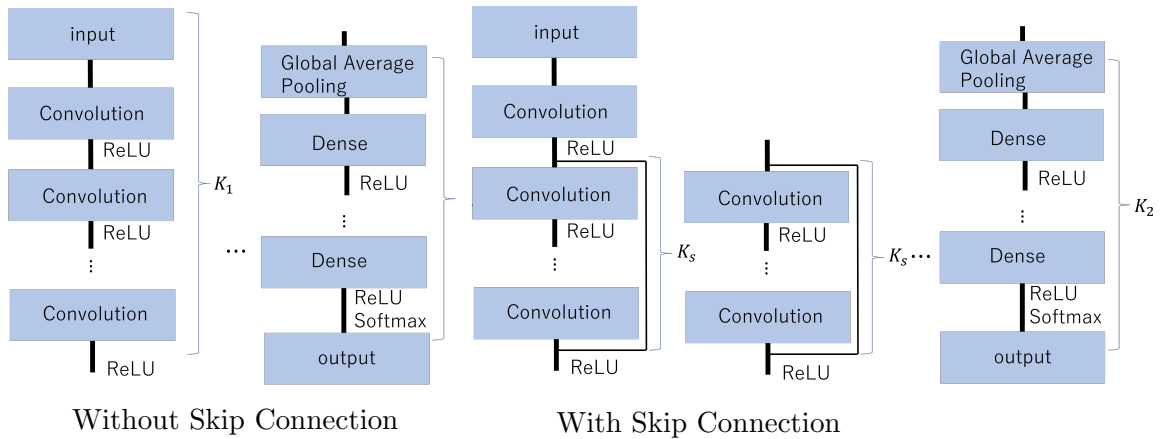 input
Convolution
ReLU
Convolution
ReLU
⋮
Convolution
ReLU
K₁
...
Global Average
Pooling
Dense
ReLU
⋮
Dense
ReLU
Softmax
output
Without Skip Connection
input
Convolution
ReLU
Convolution
ReLU
⋮
Convolution
ReLU
Kₛ
Convolution
ReLU
⋮
Convolution
ReLU
Kₛ
...
Global Average
Pooling
Dense
ReLU
⋮
Dense
ReLU
Softmax
output
K₂
With Skip Connection